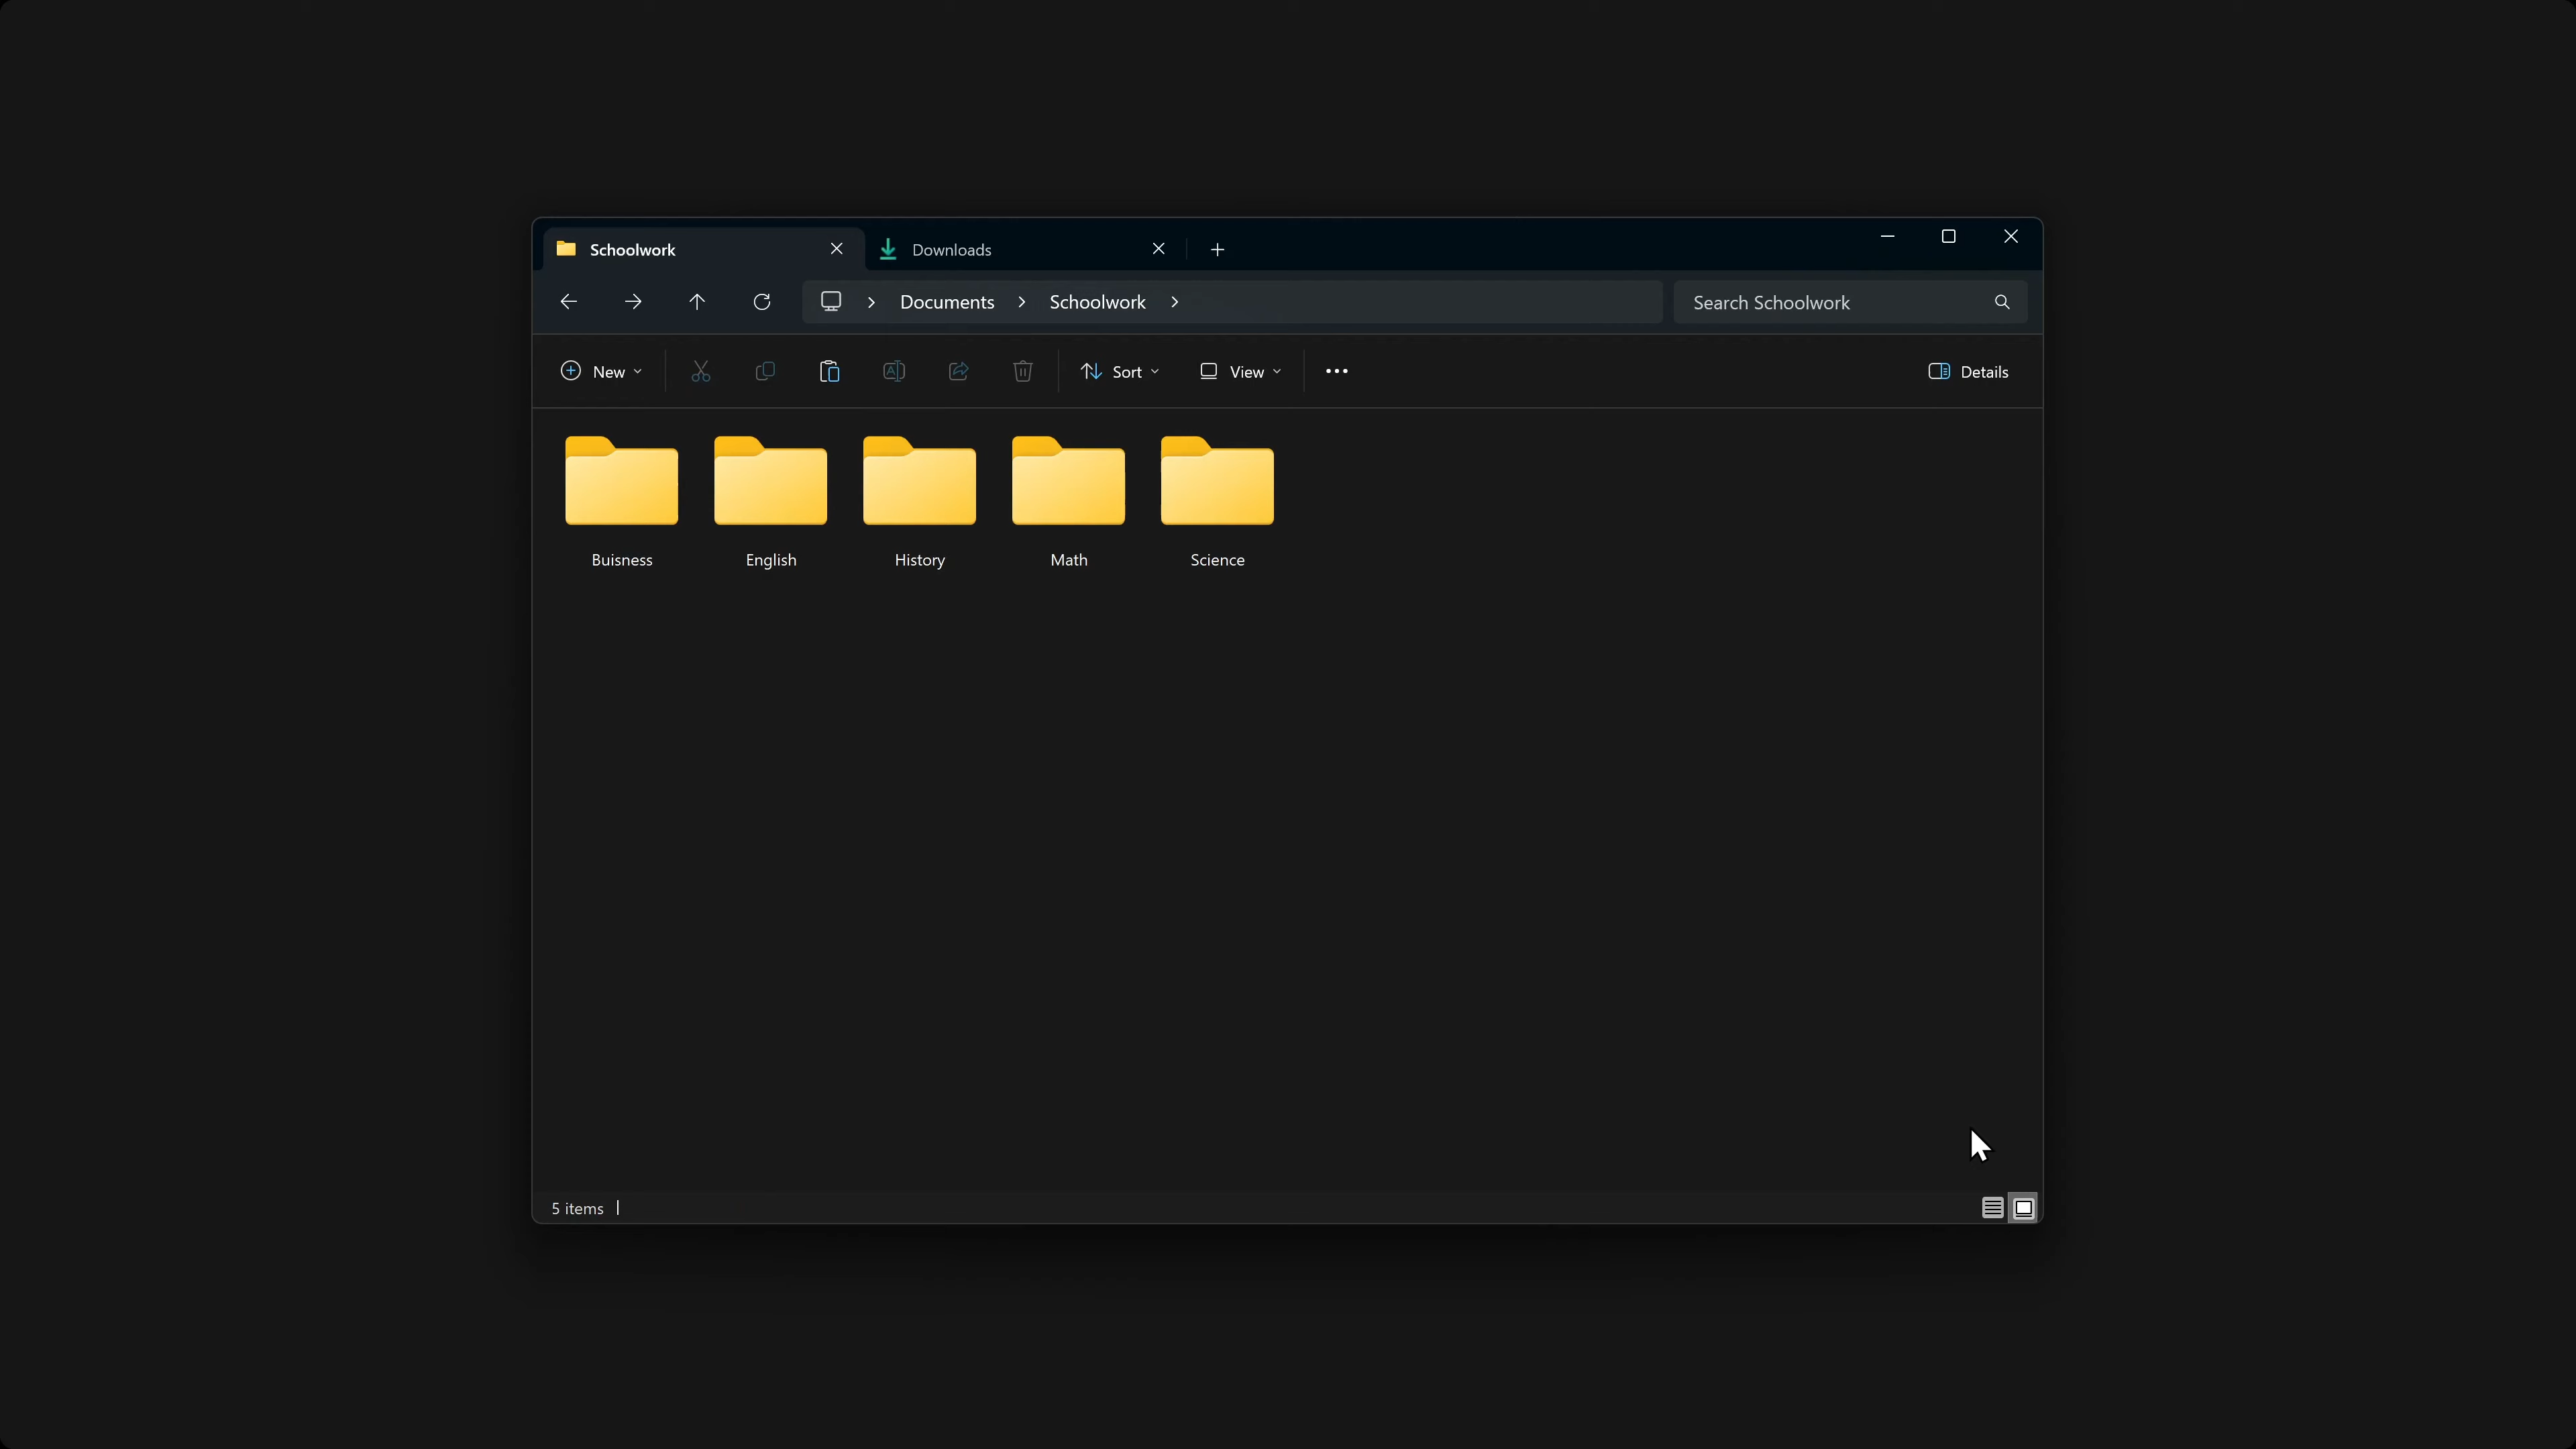 Schoolwork
Downloads
Documents > Schoolwork >
Search Schoolwork
New
Sort
View
Details
Buisness
English
History
Math
Science
5 items